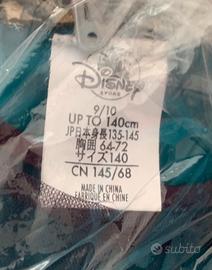 Disney
STORE
9/10
UP TO 140cm
JP日本身長135-145
胸囲 64-72
サイズ140
CN 145/68
MADE IN CHINA
FABRIQUÉ EN CHINE
subito